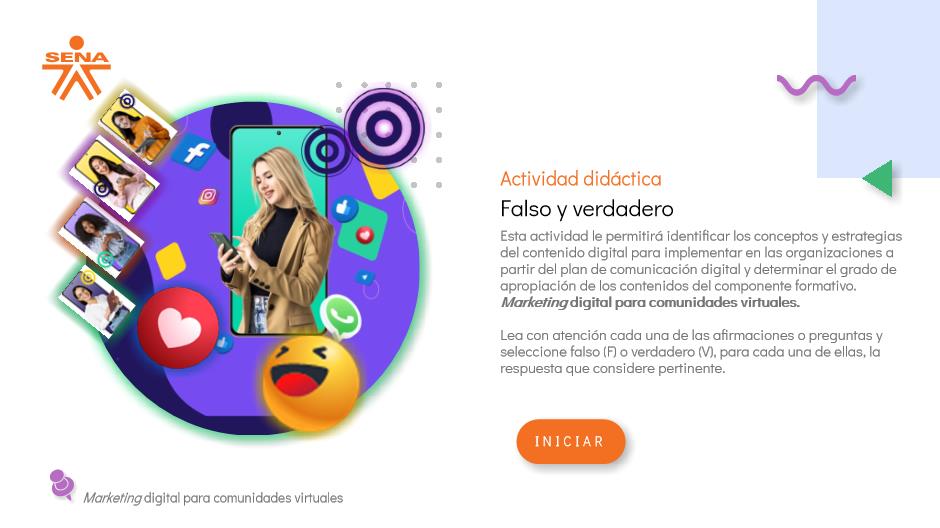 SENA
Actividad didáctica
Falso y verdadero
Esta actividad le permitirá identificar los conceptos y estrategias
del contenido digital para implementar en las organizaciones a
partir del plan de comunicación digital y determinar el grado de
apropiación de los contenidos del componente formativo.
Marketing digital para comunidades virtuales.
Lea con atención cada una de las afirmaciones o preguntas y
seleccione falso (F) o verdadero (V), para cada una de ellas, la
respuesta que considere pertinente.
INICIAR
Marketing digital para comunidades virtuales